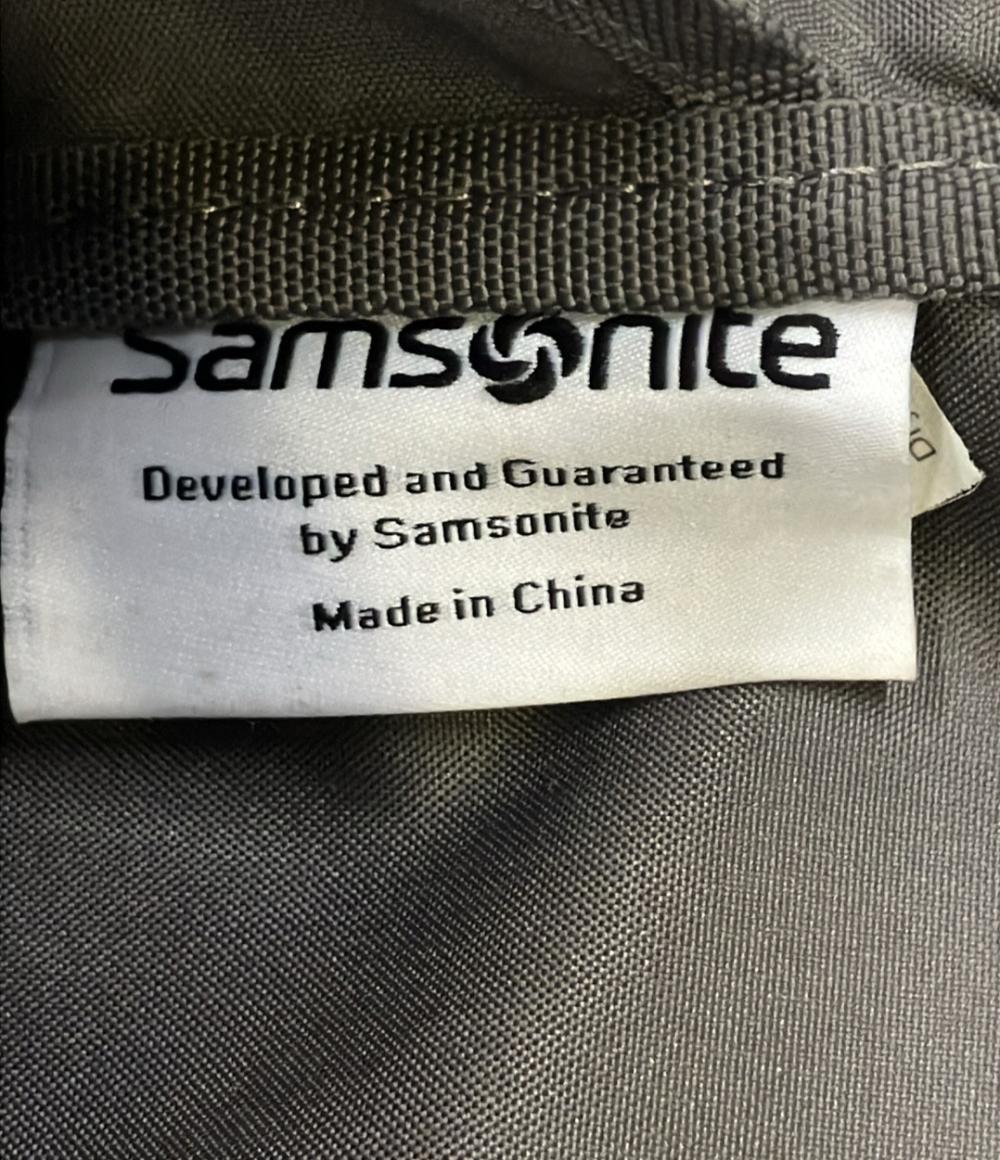 Samsonite
Developed and Guaranteed
by Samsonite
Made in China